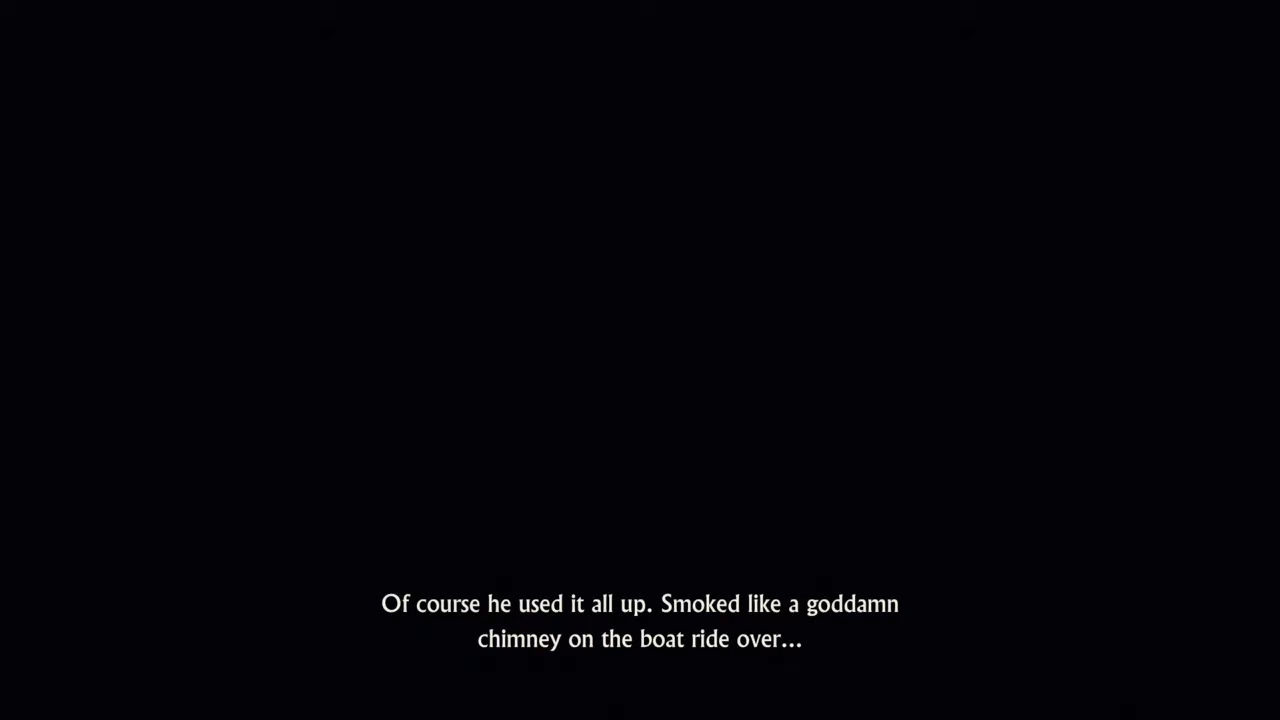 Of course he used it all up. Smoked like a goddamn
chimney on the boat ride over...